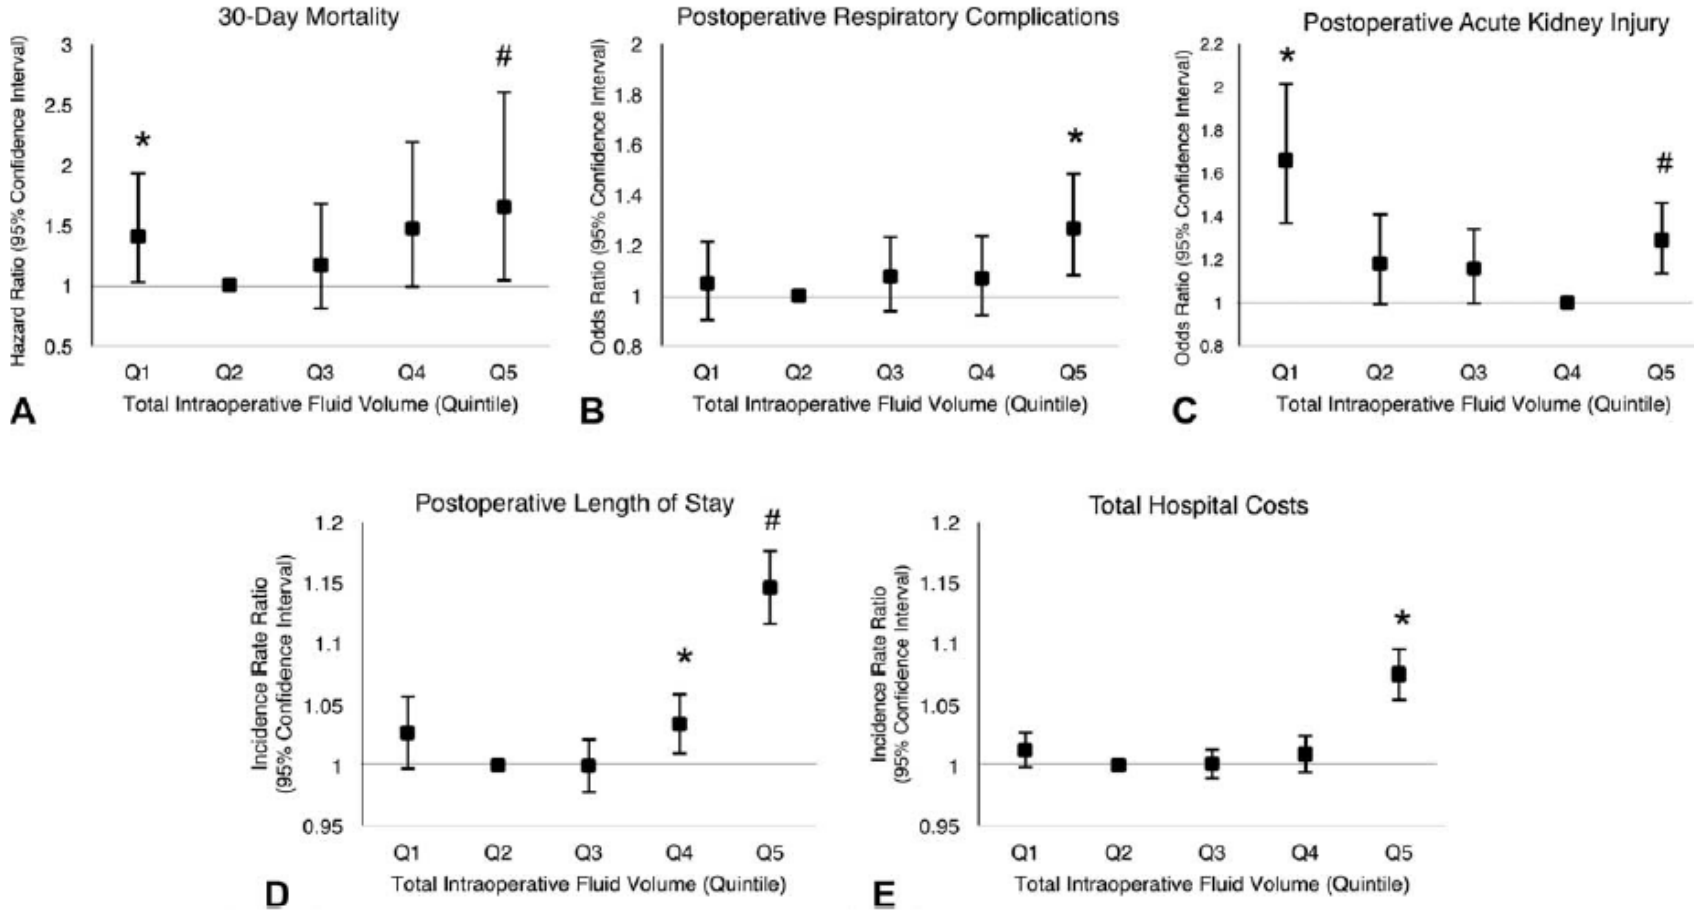 30-Day Mortality
Hazard Ratio (95% Confidence Interval)
3
2.5
2
1.5
1
0.5
*
#
Q1 Q2 Q3 Q4 Q5
Total Intraoperative Fluid Volume (Quintile)
A
Postoperative Respiratory Complications
Odds Ratio (95% Confidence Interval)
2
1.8
1.6
1.4
1.2
1
0.8
*
Q1 Q2 Q3 Q4 Q5
Total Intraoperative Fluid Volume (Quintile)
B
Postoperative Acute Kidney Injury
Odds Ratio (95% Confidence Interval)
2.2
2
1.8
1.6
1.4
1.2
1
0.8
*
#
Q1 Q2 Q3 Q4 Q5
Total Intraoperative Fluid Volume (Quintile)
C
Postoperative Length of Stay
Incidence Rate Ratio
(95% Confidence Interval)
1.2
1.15
1.1
1.05
1
0.95
*
#
Q1 Q2 Q3 Q4 Q5
Total Intraoperative Fluid Volume (Quintile)
D
Total Hospital Costs
Incidence Rate Ratio
(95% Confidence Interval)
1.2
1.15
1.1
1.05
1
0.95
*
Q1 Q2 Q3 Q4 Q5
Total Intraoperative Fluid Volume (Quintile)
E